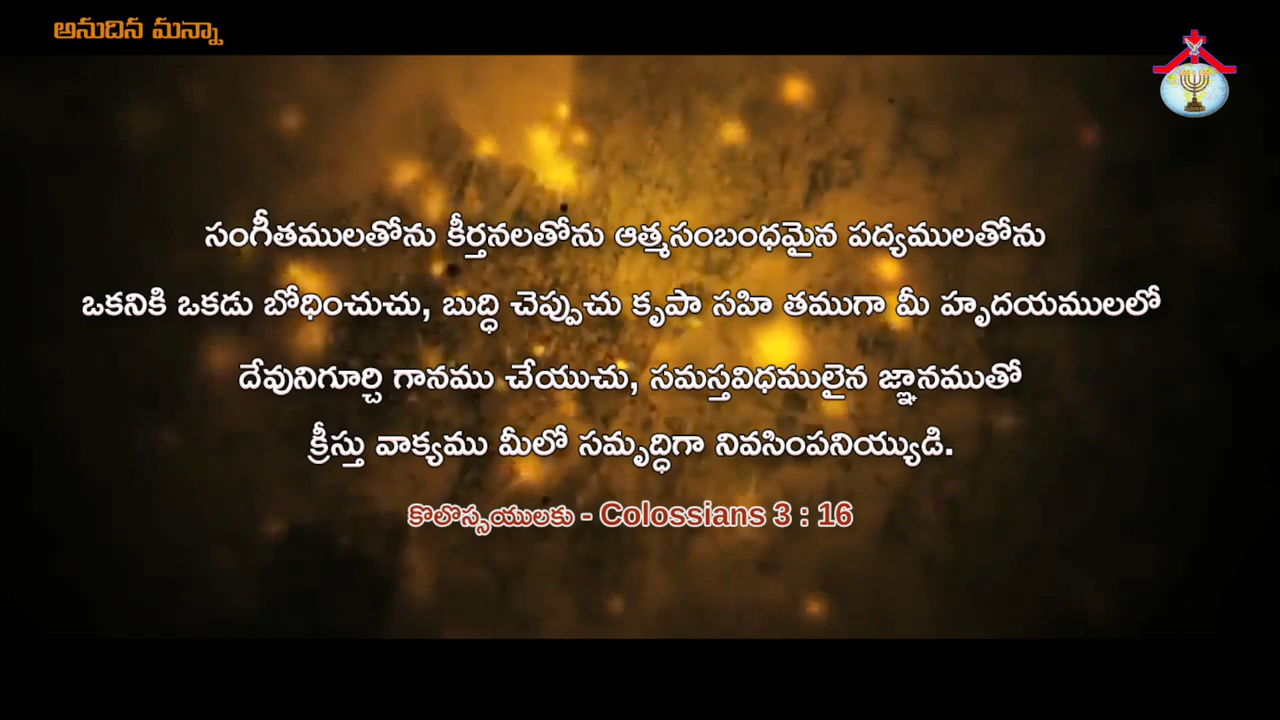 అనుదిన మన్నా
సంగీతములతోను కీర్తనలతోను ఆత్మసంబంధమైన పద్యములతోను
ఒకనికి ఒకడు బోధించుచు, బుద్ధి చెప్పుచు కృపా సహి తముగా మీ హృదయములలో
దేవునిగూర్చి గానము చేయుచు, సమస్తవిధములైన జ్ఞానముతో
క్రీస్తు వాక్యము మీలో సమృద్ధిగా నివసింపనియ్యుడి.
కొలొస్సయులకు - Colossians 3 : 16